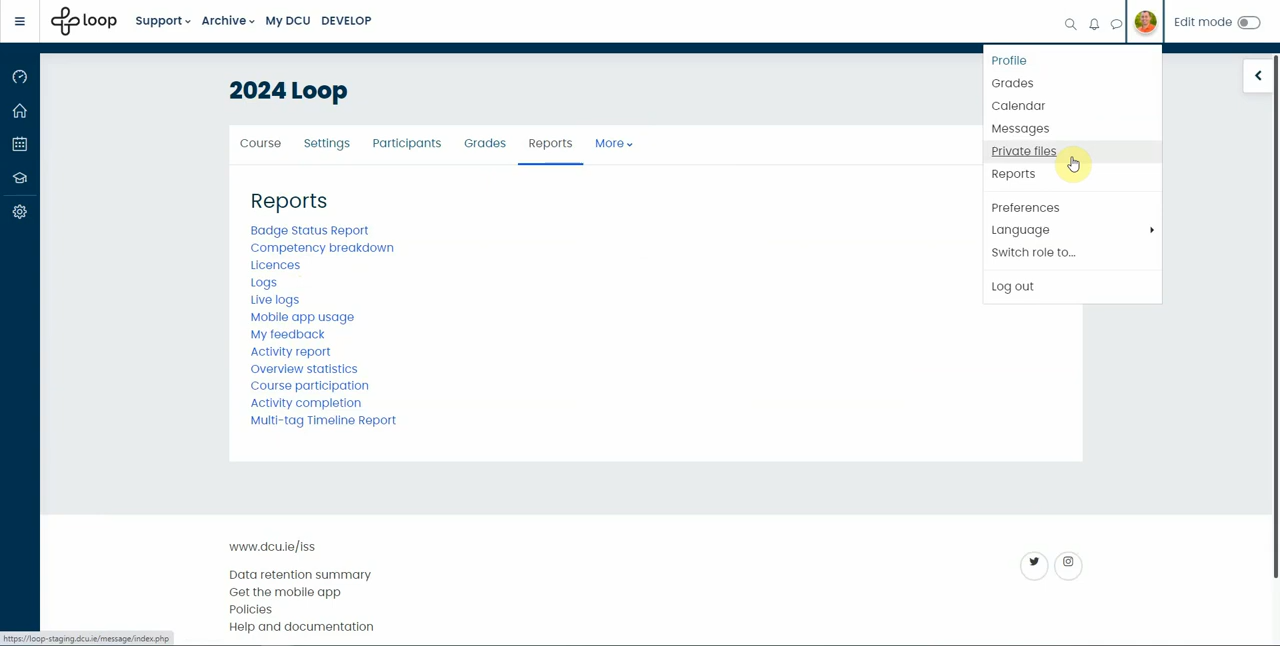 loop
Support
Archive
My DCU
DEVELOP
Edit mode
Profile
Grades
Calendar
Messages
Private files
Reports
Preferences
Language
Switch role to...
Log out
2024 Loop
Course
Settings
Participants
Grades
Reports
More
Reports
Badge Status Report
Competency breakdown
Licences
Logs
Live logs
Mobile app usage
My feedback
Activity report
Overview statistics
Course participation
Activity completion
Multi-tag Timeline Report
www.dcu.ie/iss
Data retention summary
Get the mobile app
Policies
Help and documentation
https://loop-staging.dcu.ie/message/index.php